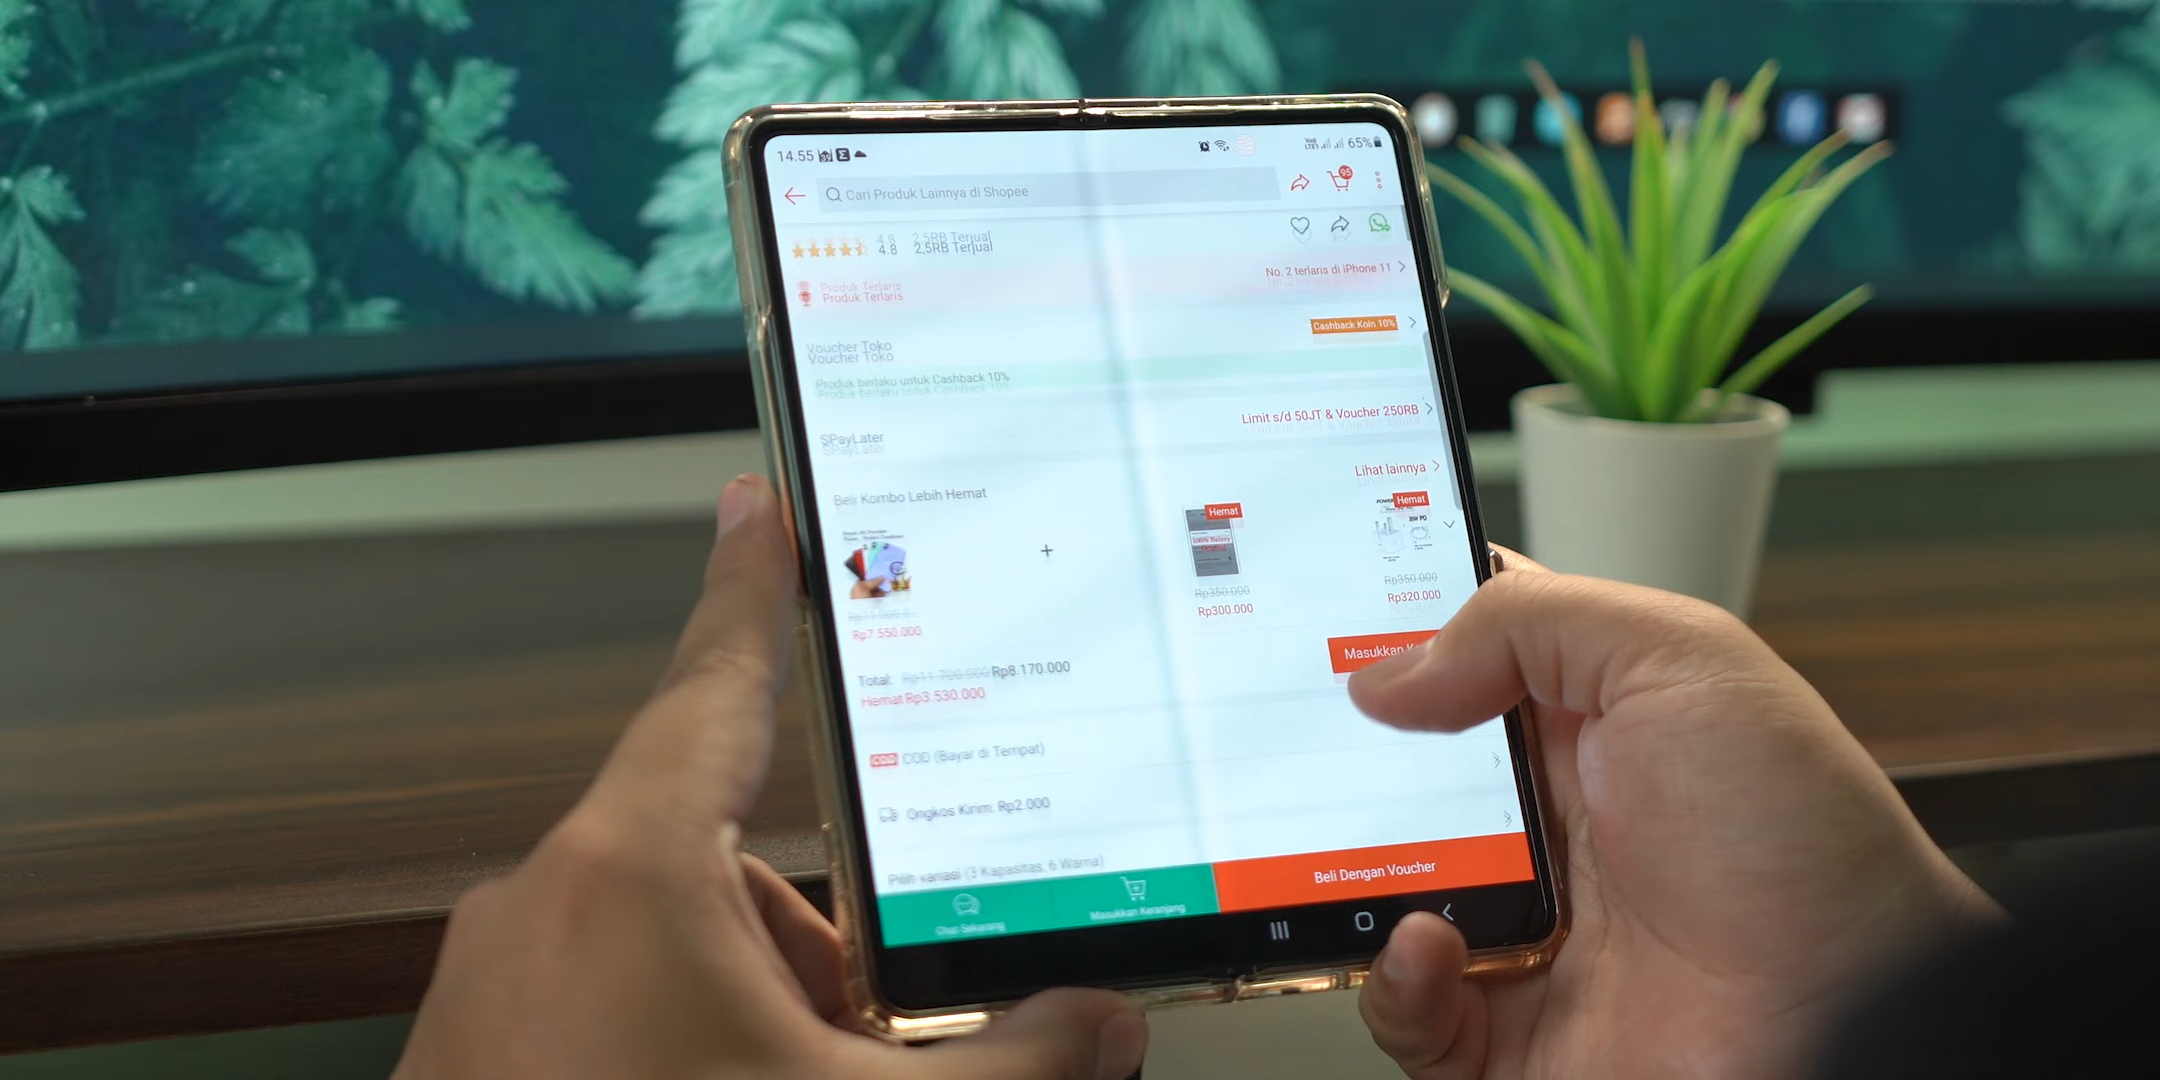 14.55
65%
Cari Produk Lainnya di Shopee
95
4.8 2,5RB Terjual
Produk Terlaris
No. 2 terlaris di iPhone 11
Voucher Toko
Cashback Koin 10%
Produk berlaku untuk Cashback 10%
SPayLater
Limit s/d 50JT & Voucher 250RB
Beli Kombo Lebih Hemat
Lihat lainnya
+
Hemat
Hemat
Rp7.550.000
Rp350.000
Rp300.000
Rp350.000
Rp320.000
Total: Rp11.700.000 Rp8.170.000
Hemat Rp3.530.000
Masukkan
COD COD (Bayar di Tempat)
Ongkos Kirim: Rp2.000
Pilih variasi (3 Kapasitas, 6 Warna)
Chat Sekarang
Masukkan Keranjang
Beli Dengan Voucher